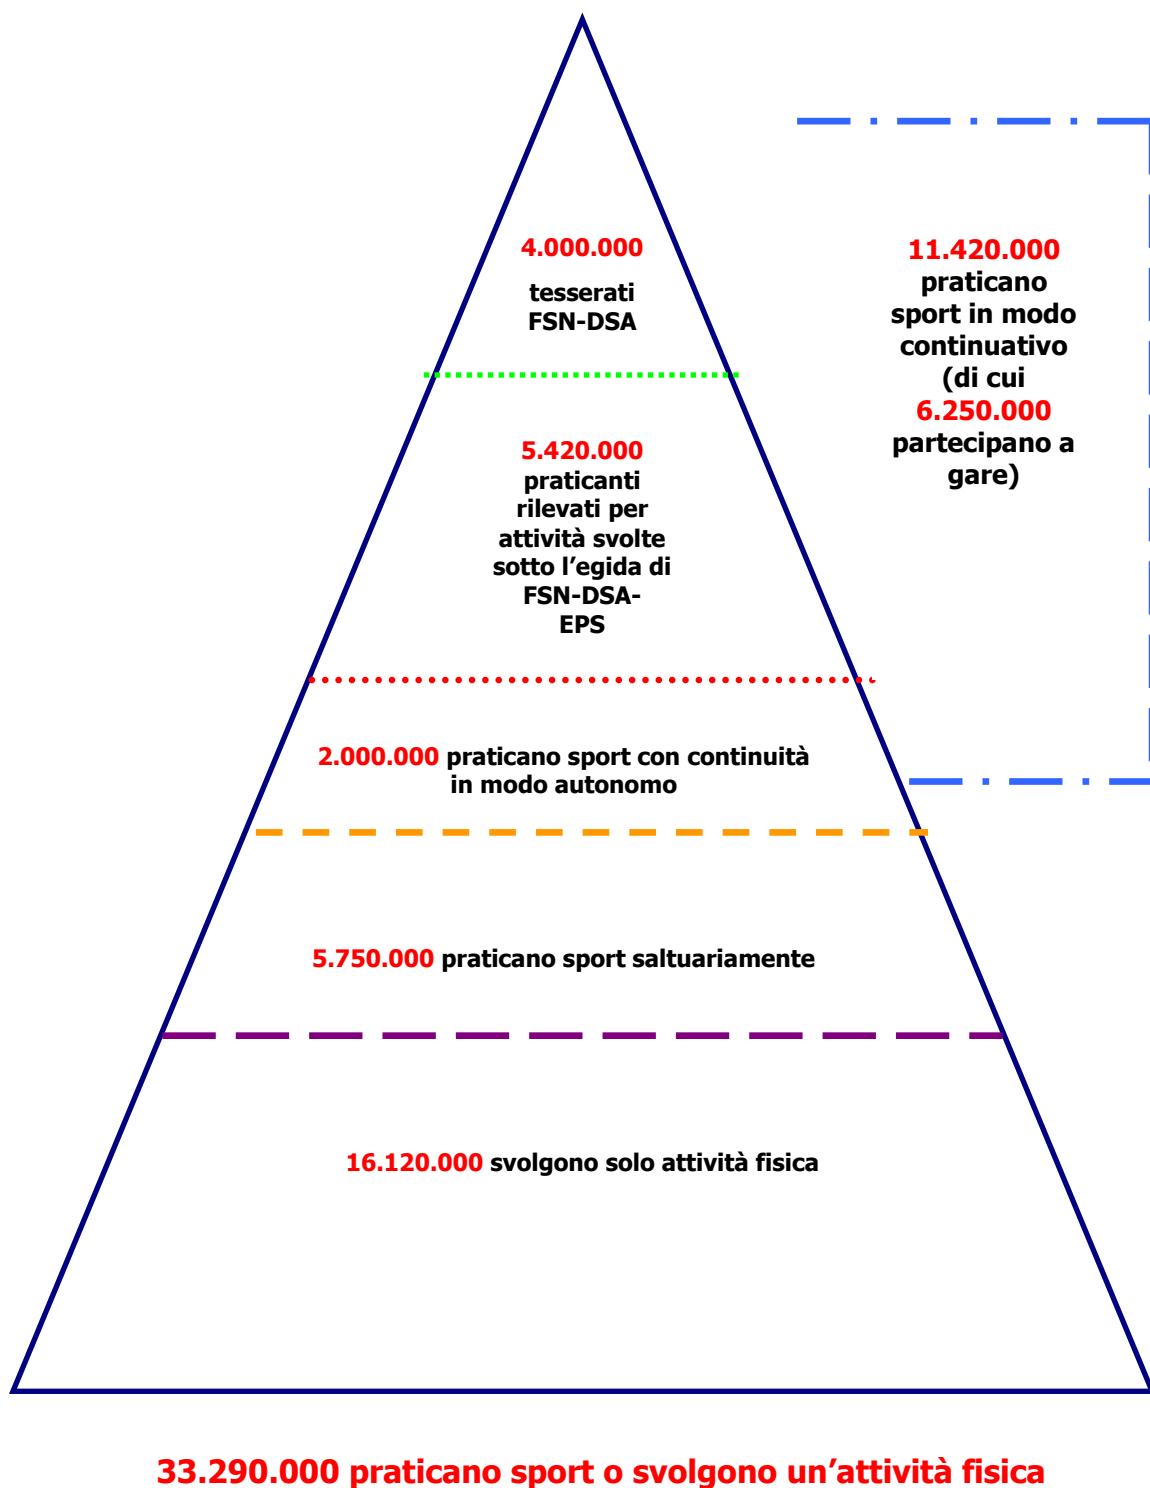 4.000.000
tesserati
FSN-DSA
11.420.000
praticano
sport in modo
continuativo
(di cui
6.250.000
partecipano a
gare)
5.420.000
praticanti
rilevati per
attività svolte
sotto l’egida di
FSN-DSA-
EPS
2.000.000 praticano sport con continuità
in modo autonomo
5.750.000 praticano sport saltuariamente
16.120.000 svolgono solo attività fisica
33.290.000 praticano sport o svolgono un’attività fisica